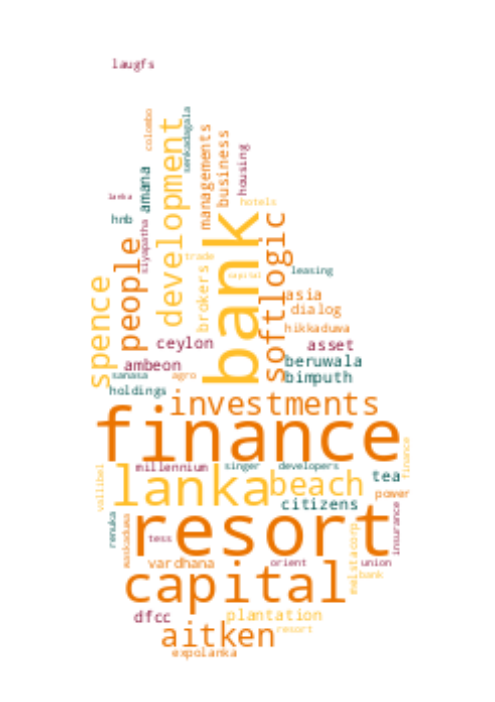 laugfs
colombo
development
senkadagala
managements
business
housing
amana
lanka
hnb
siyapatha
people
hotels
bank
softlogic
trade
brokers
capital
leasing
spence
asia
dialog
hikkaduwa
ceylon
asset
ambeon
beruwala
sanasa
agro
bimputh
holdings
investments
finance
finance
millennium
singer
developers
vallibel
lanka
beach
tea
power
citizens
renuka
waskaduwa
resort
insurance
tess
melstacorp
vardhana
orient
union
bank
capital
dfcc
plantation
aitken
resort
expolanka